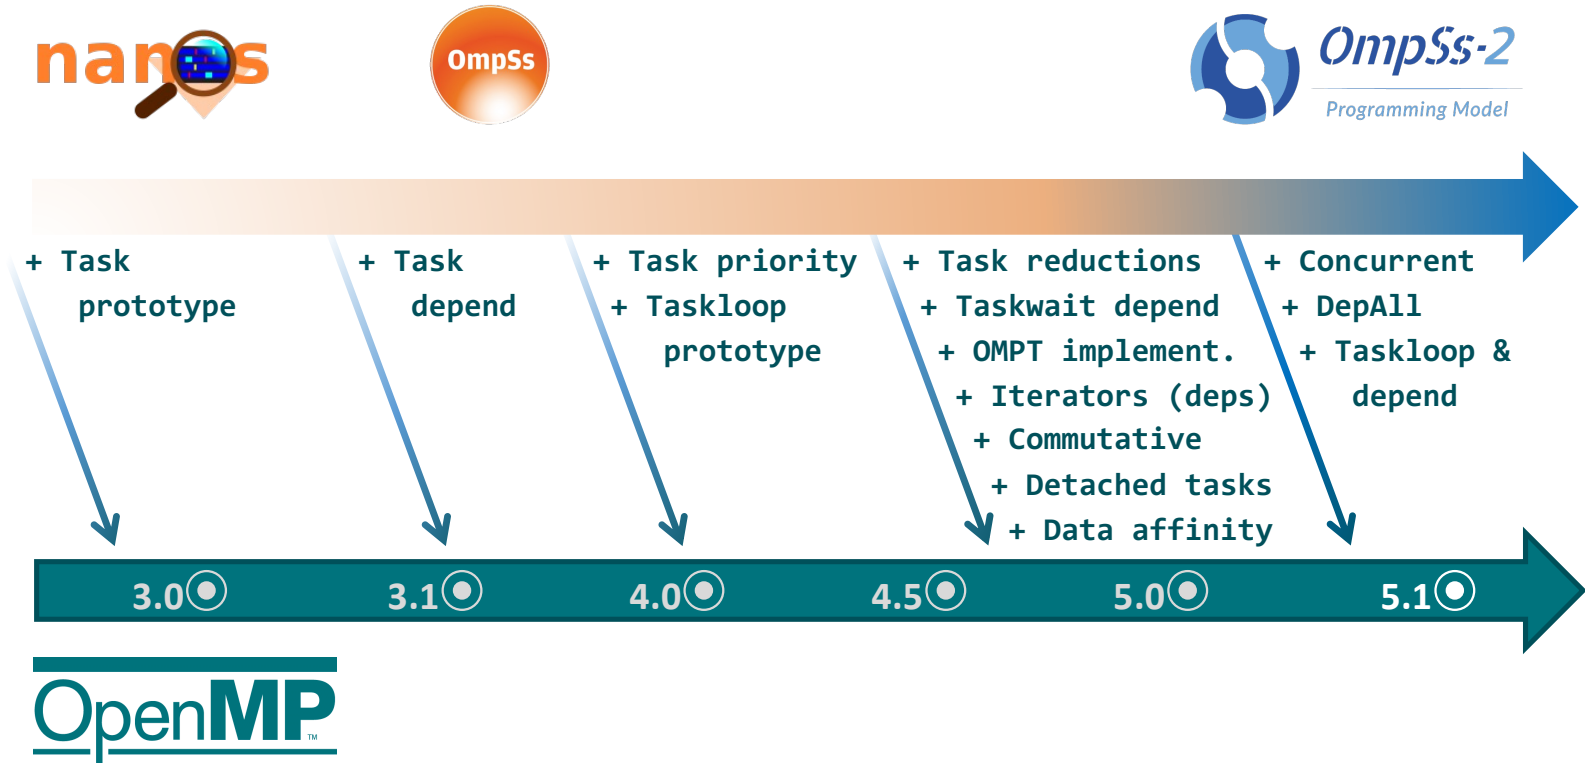 nanos
OmpSs
OmpSs-2
Programming Model
+ Task
prototype
+ Task
depend
+ Task priority
+ Taskloop
prototype
+ Task reductions
+ Taskwait depend
+ OMPT implement.
+ Iterators (deps)
+ Commutative
+ Detached tasks
+ Data affinity
+ Concurrent
+ DepAll
+ Taskloop &
depend
3.0
3.1
4.0
4.5
5.0
5.1
OpenMP™